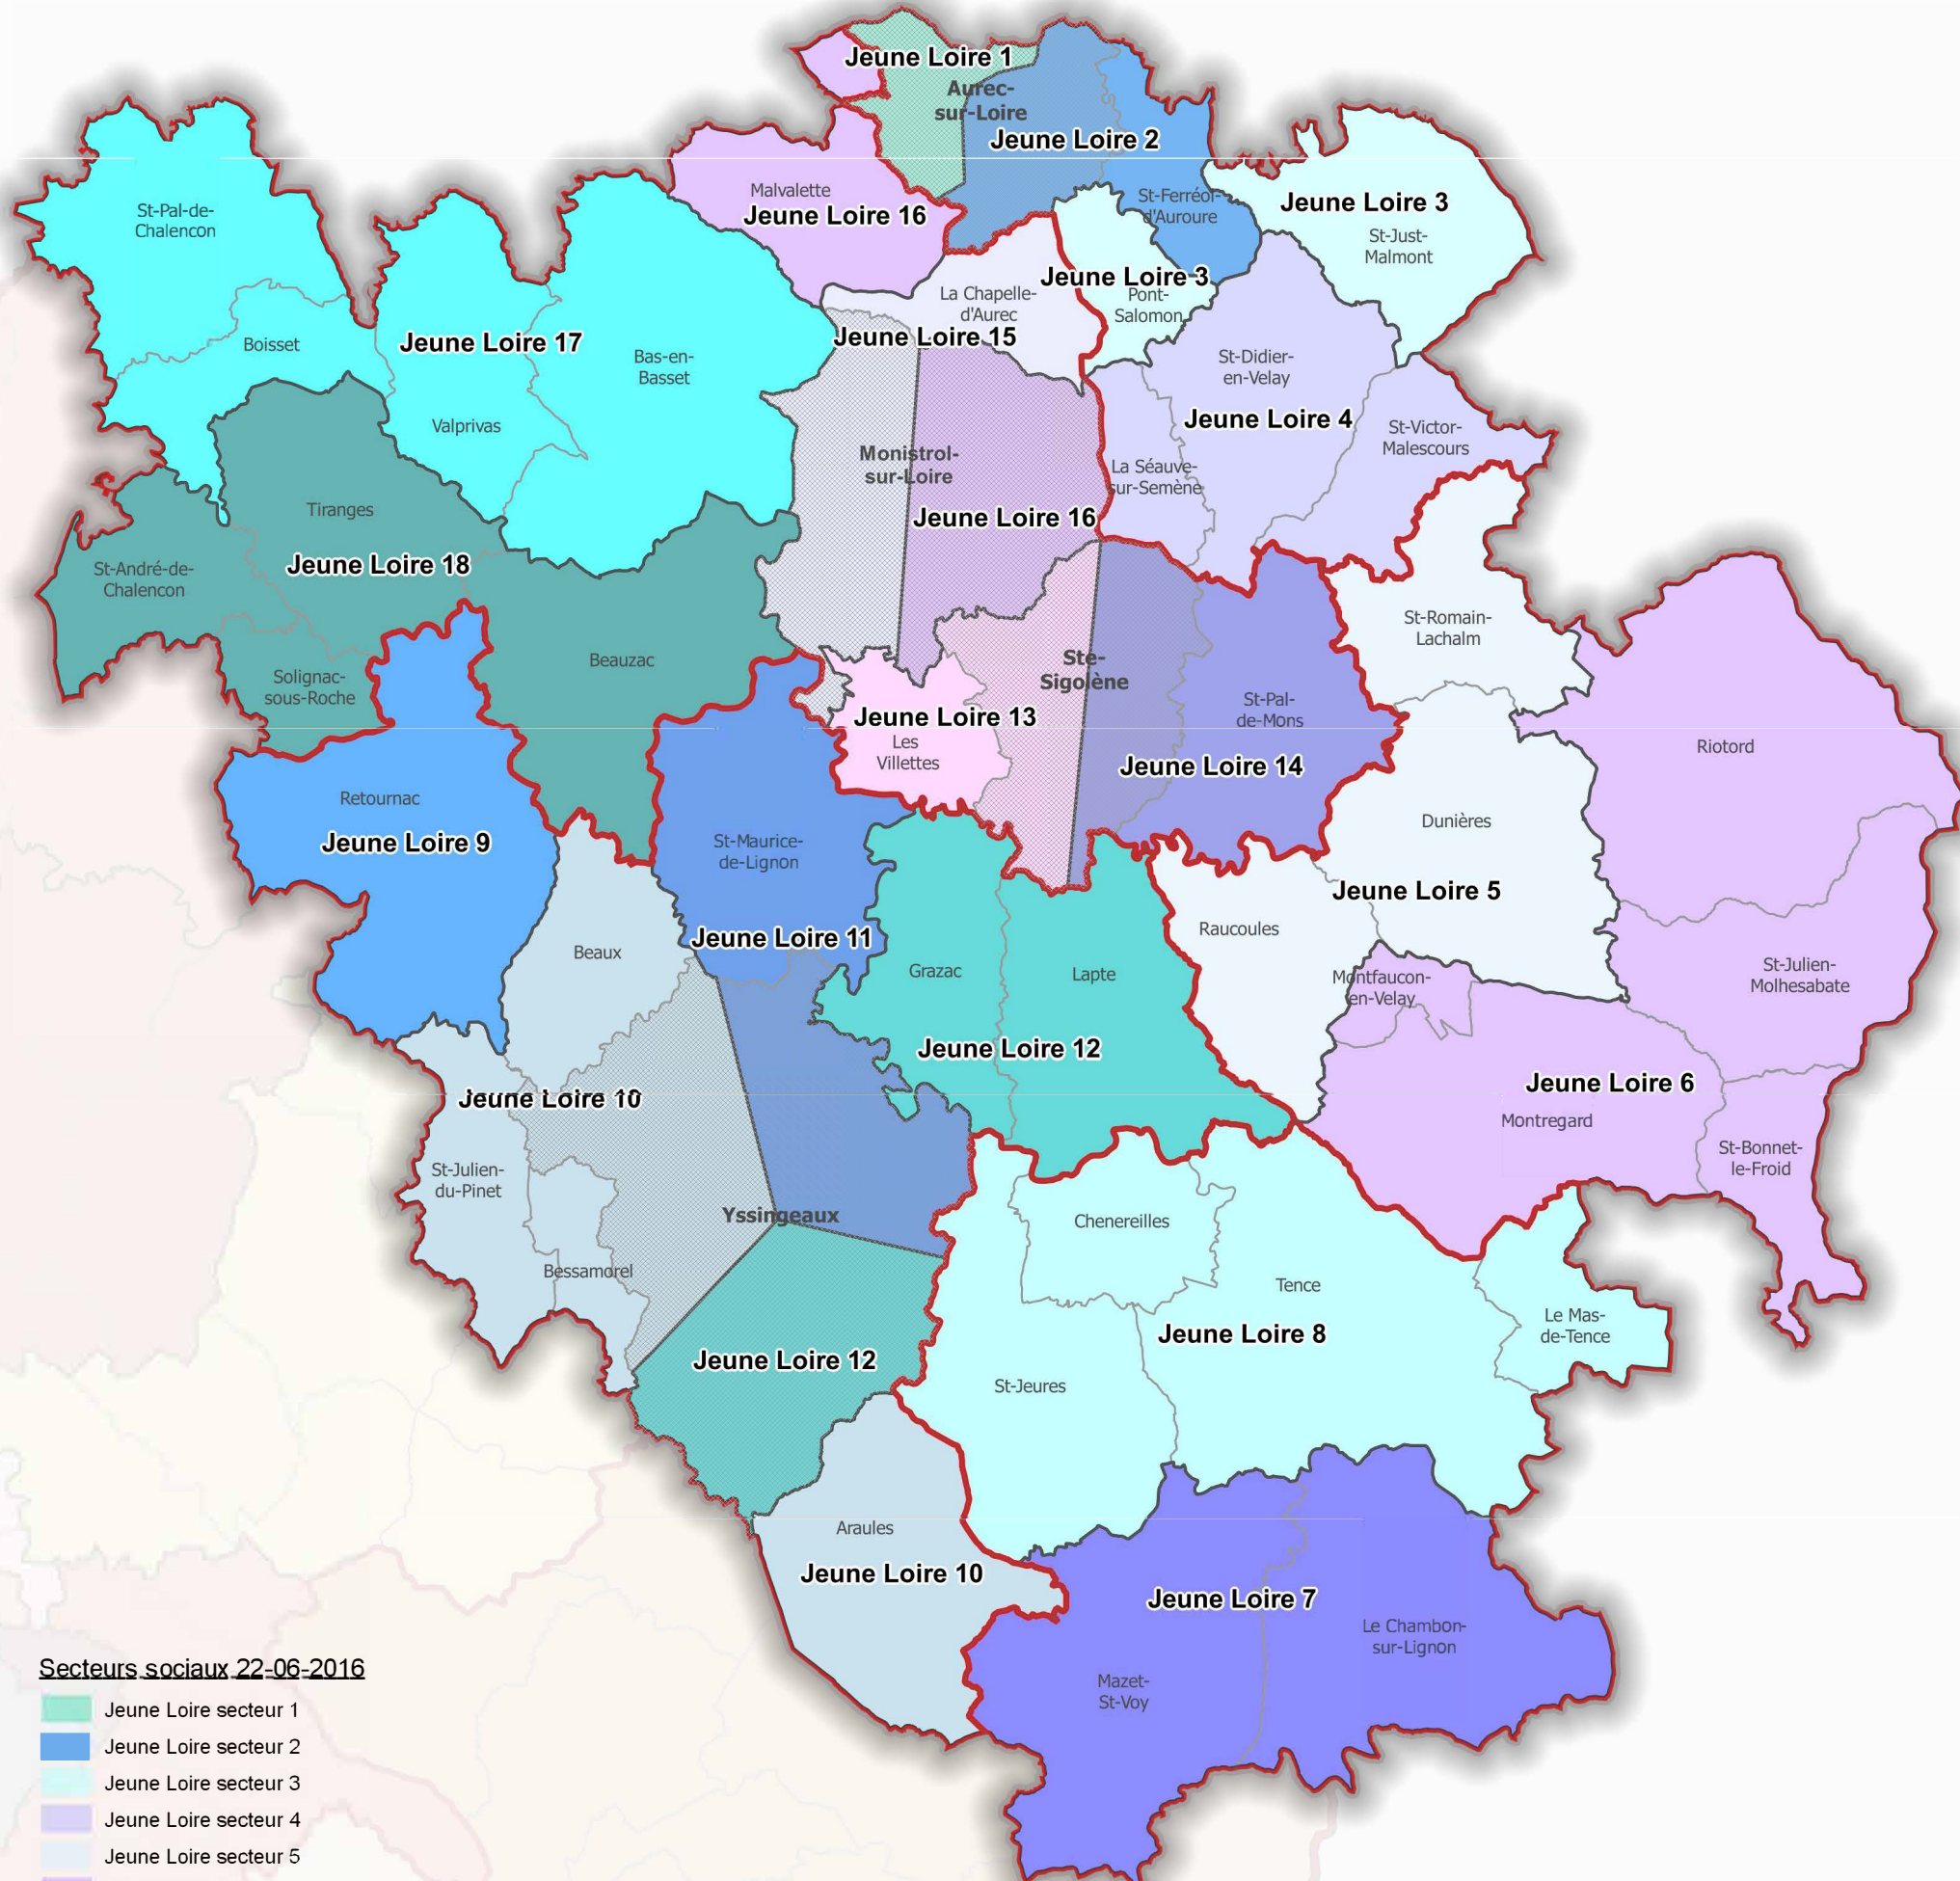 Jeune Loire 1
Aurec-
sur-Loire
Jeune Loire 2
St-Ferréol-
d'Auroure
Jeune Loire 3
St-Just-
Malmont
St-Pal-de-
Chalencon
Malvalette
Jeune Loire 16
Jeune Loire 3
Pont-
Salomon
La Chapelle-
d'Aurec
Jeune Loire 15
Boisset
Jeune Loire 17
Bas-en-
Basset
Valprivas
St-Didier-
en-Velay
Jeune Loire 4
St-Victor-
Malescours
La Séauve-
sur-Semène
Monistrol-
sur-Loire
Jeune Loire 16
Tiranges
Jeune Loire 18
St-André-de-
Chalencon
Solignac-
sous-Roche
Beauzac
St-Romain-
Lachalm
Ste-
Sigolène
St-Pal-
de-Mons
Jeune Loire 14
Jeune Loire 13
Les
Villettes
Riotord
Retournac
Jeune Loire 9
St-Maurice-
de-Lignon
Jeune Loire 11
Dunières
Jeune Loire 5
Raucoules
Beaux
Grazac
Lapte
Jeune Loire 12
Montfaucon-
en-Velay
St-Julien-
Molhesabate
Jeune Loire 6
Montregard
St-Bonnet-
le-Froid
Jeune Loire 10
St-Julien-
du-Pinet
Yssingeaux
Bessamorel
Chenereilles
Tence
Jeune Loire 8
Le Mas-
de-Tence
Jeune Loire 12
St-Jeures
Araules
Jeune Loire 10
Jeune Loire 7
Le Chambon-
sur-Lignon
Mazet-
St-Voy
Secteurs sociaux 22-06-2016
Jeune Loire secteur 1
Jeune Loire secteur 2
Jeune Loire secteur 3
Jeune Loire secteur 4
Jeune Loire secteur 5